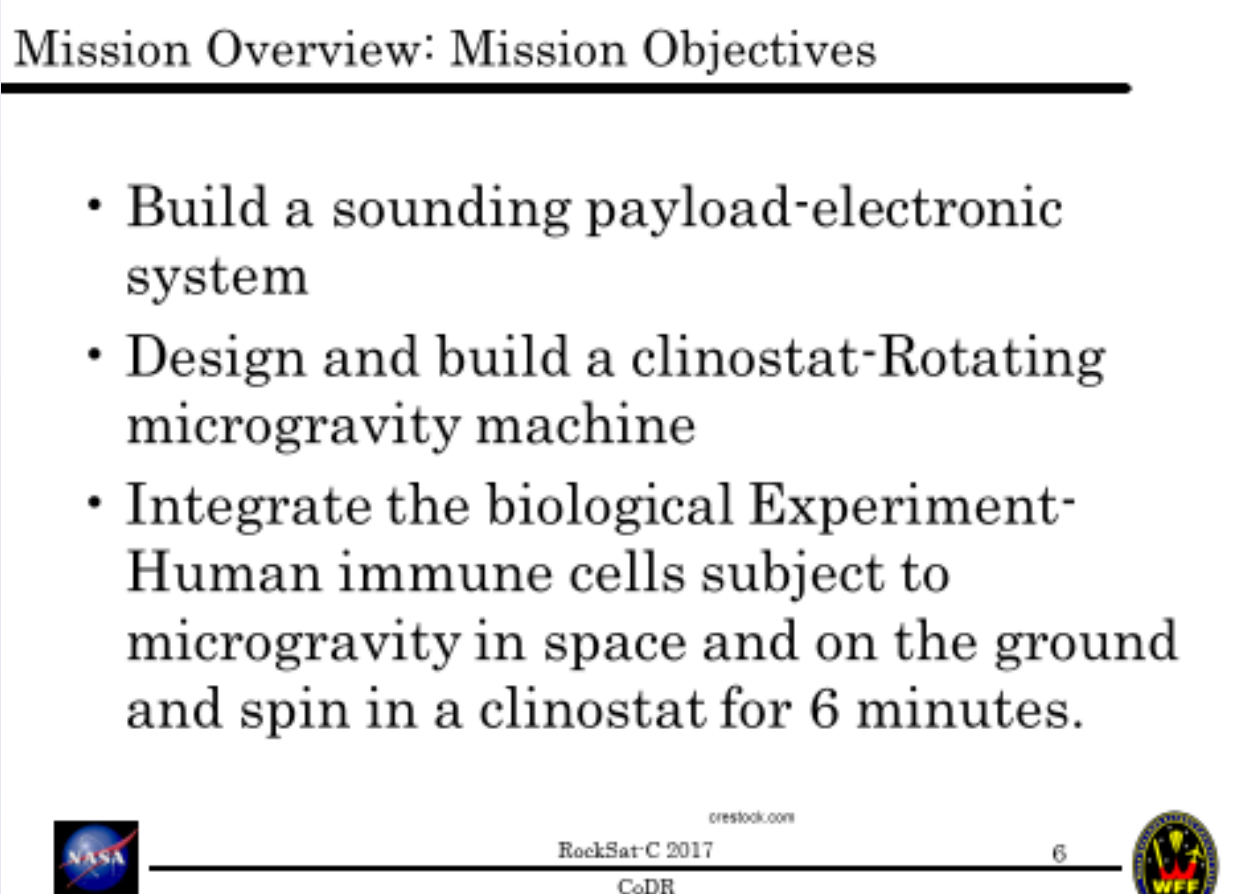 Mission Overview: Mission Objectives
• Build a sounding payload-electronic
system
• Design and build a clinostat-Rotating
microgravity machine
• Integrate the biological Experiment-
Human immune cells subject to
microgravity in space and on the ground
and spin in a clinostat for 6 minutes.
crestock.com
RockSat-C 2017
6
CoDR
NASA
WFF